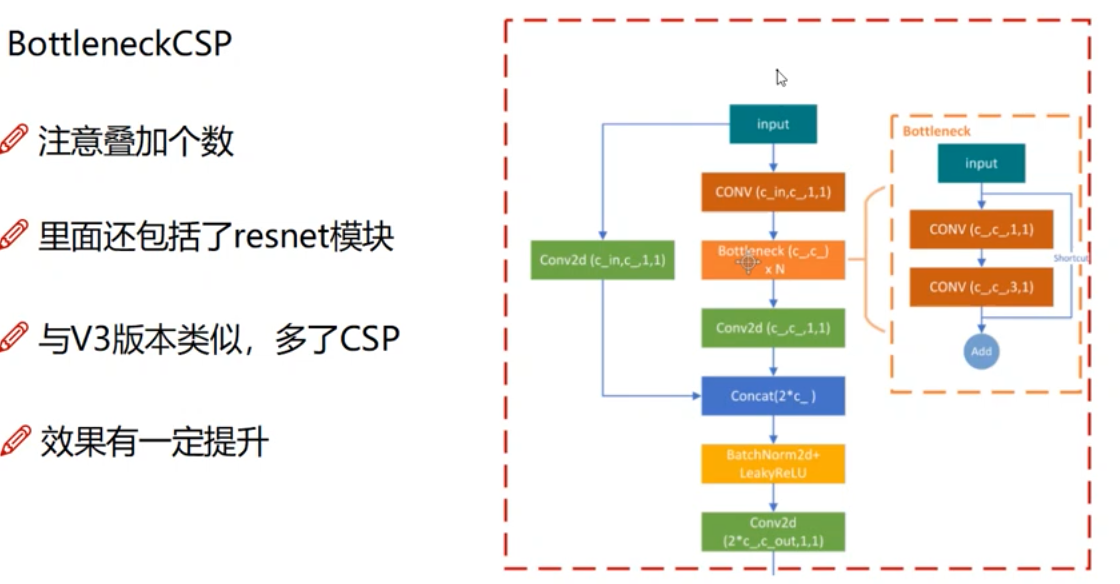 BottleneckCSP
注意叠加个数
里面还包括了resnet模块
与V3版本类似，多了CSP
效果有一定提升
input
CONV (c_in,c_,1,1)
Conv2d (c_in,c_,1,1)
Bottleneck (c_,c_)
x N
Conv2d (c_,c_,1,1)
Concat(2*c_ )
BatchNorm2d+
LeakyReLU
Conv2d
(2*c_,c_out,1,1)
Bottleneck
input
CONV (c_,c_,1,1)
Shortcut
CONV (c_,c_,3,1)
Add